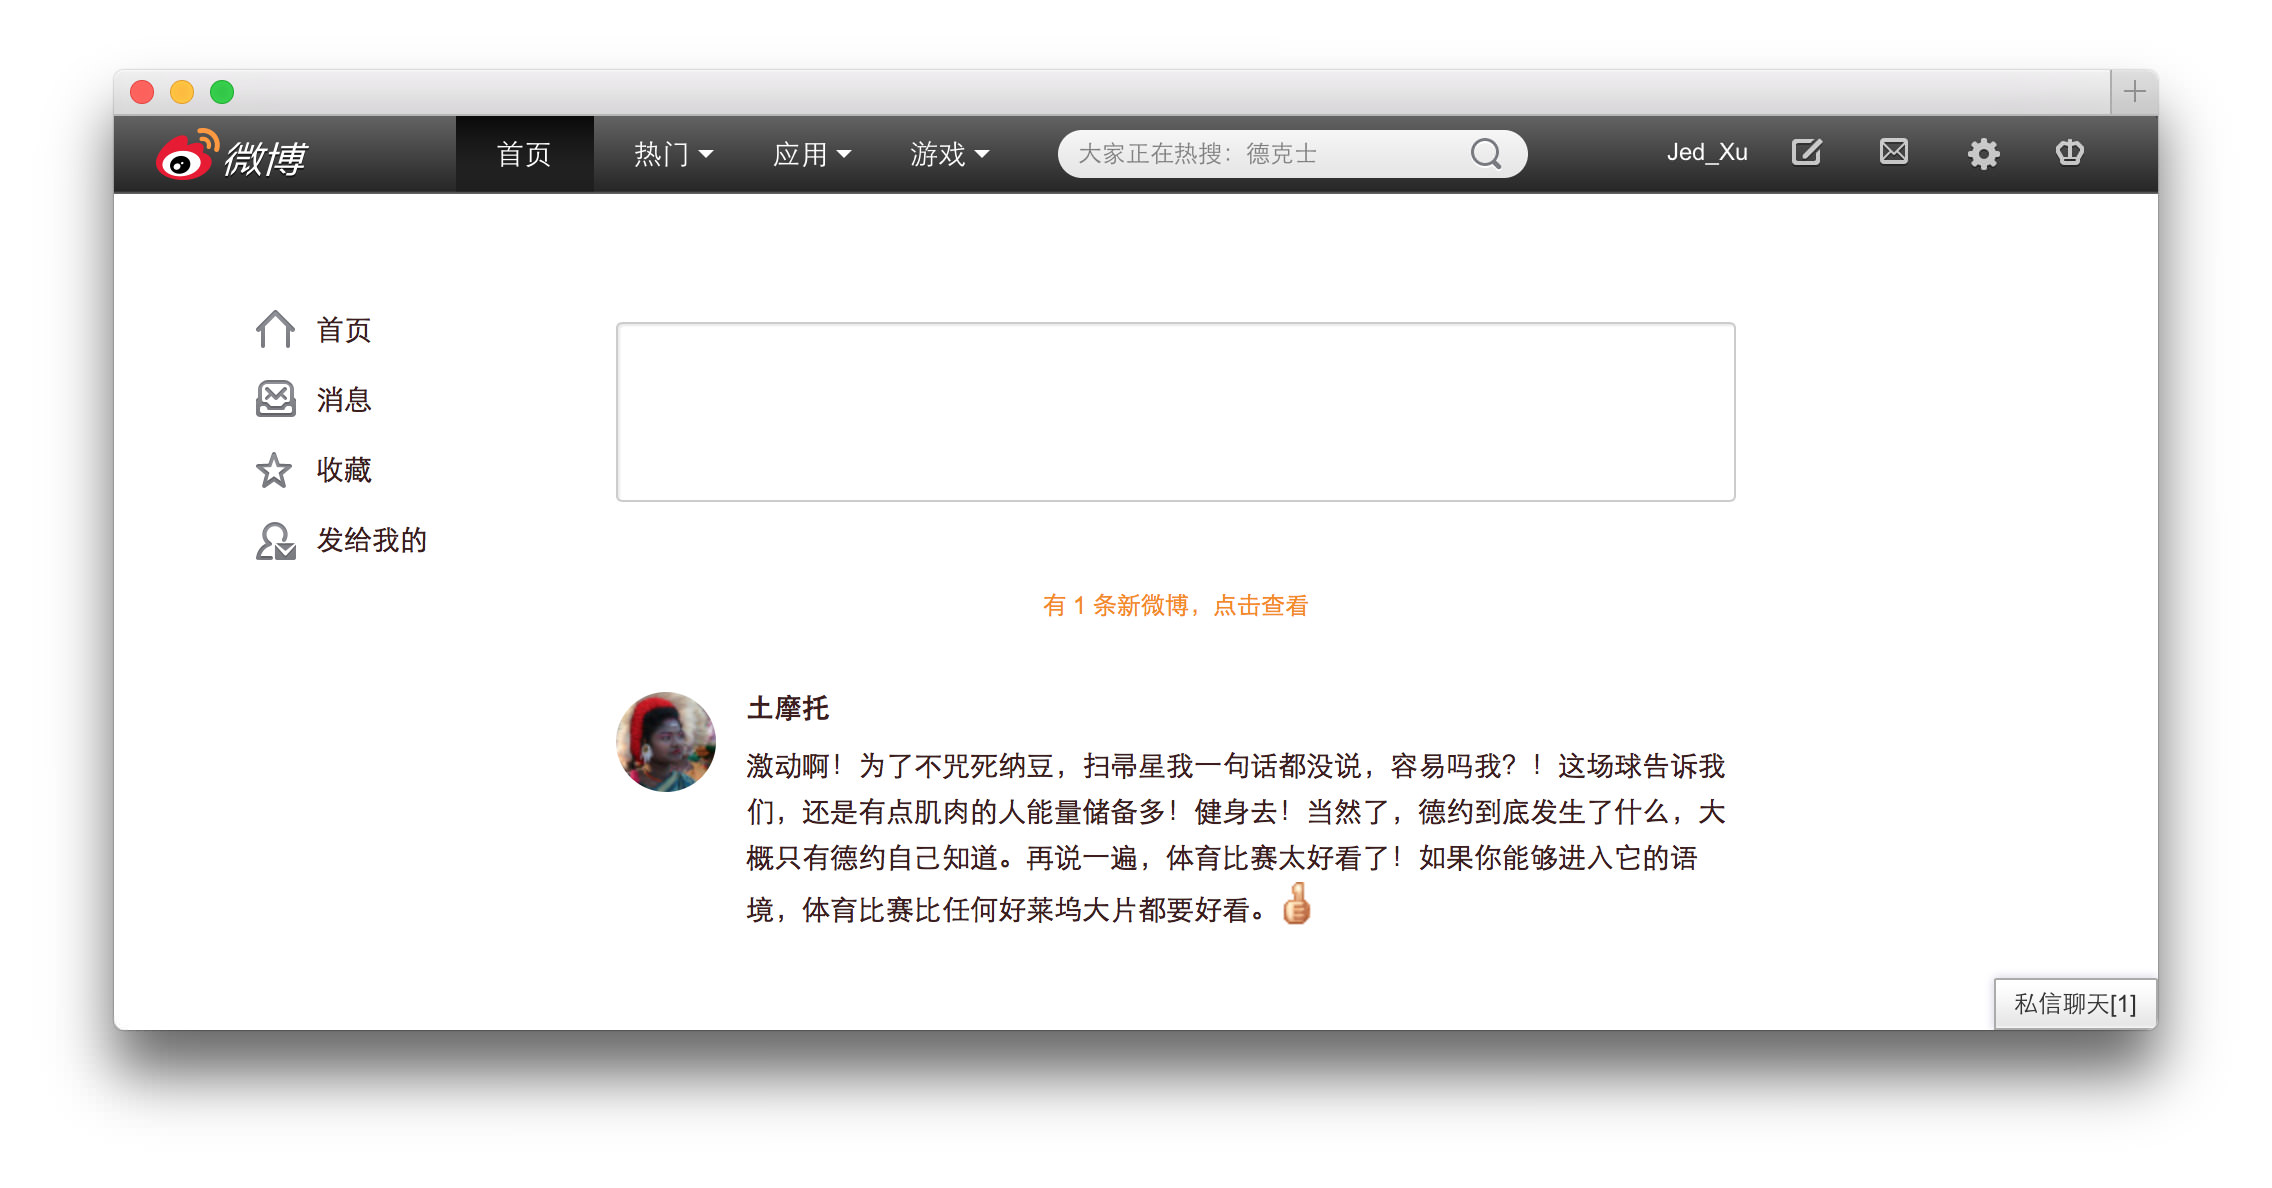 微博
首页
热门
应用
游戏
大家正在热搜：德克士
Jed_Xu
首页
消息
收藏
发给我的
有 1 条新微博，点击查看
土摩托
激动啊！为了不咒死纳豆，扫帚星我一句话都没说，容易吗我？！这场球告诉我
们，还是有点肌肉的人能量储备多！健身去！当然了，德约到底发生了什么，大
概只有德约自己知道。再说一遍，体育比赛太好看了！如果你能够进入它的语
境，体育比赛比任何好莱坞大片都要好看。
私信聊天[1]